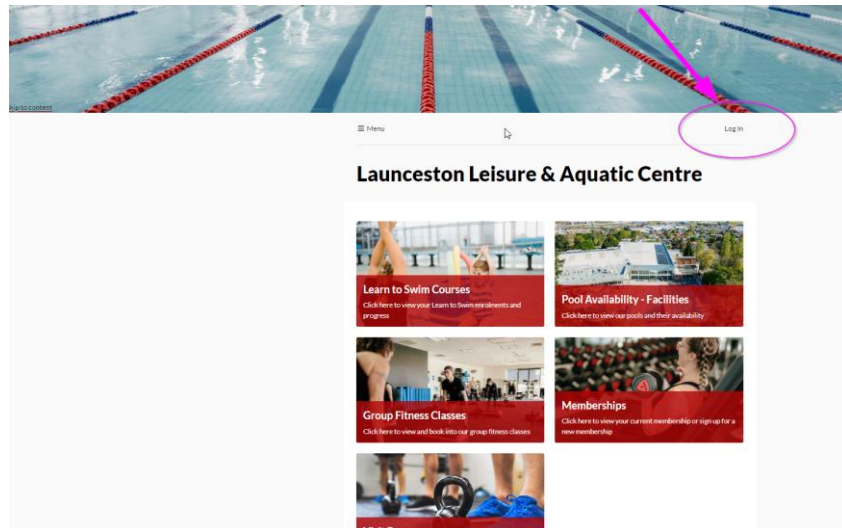 Menu
Log in
Launceston Leisure & Aquatic Centre
Learn to Swim Courses
Click here to view your Learn to Swim enrolments and
progress
Pool Availability - Facilities
Click here to view our pools and their availability
Group Fitness Classes
Click here to view and book into our group fitness classes
Memberships
Click here to view your current membership or sign up for a
new membership